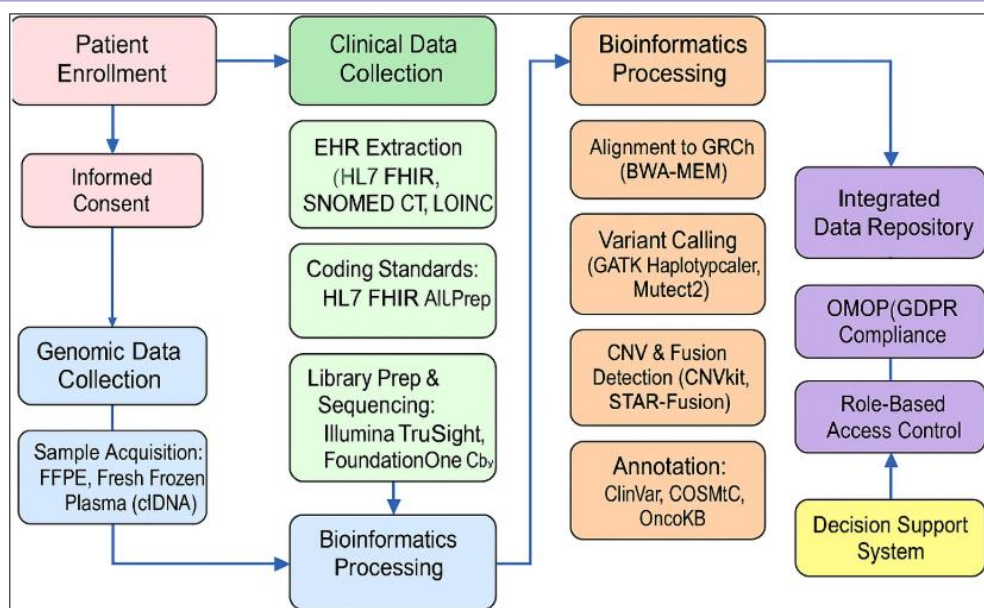 Patient
Enrollment
Informed
Consent
Genomic Data
Collection
Sample Acquisition:
FFPE, Fresh Frozen
Plasma (clDNA)
Clinical Data
Collection
EHR Extraction
(HL7 FHIR,
SNOMED CT, LOINC
Coding Standards:
HL7 FHIR AllLPrep
Library Prep &
Sequencing:
Illumina TruSight,
FoundationOne Cby
Bioinformatics
Processing
Bioinformatics
Processing
Alignment to GRCh
(BWA-MEM)
Variant Calling
(GATK Haplotypcaler,
Mutect2)
CNV & Fusion
Detection (CNVkit,
STAR-Fusion)
Annotation:
ClinVar, COSMtC,
OncoKB
Integrated
Data Repository
OMOP(GDPR
Compliance
Role-Based
Access Control
Decision Support
System